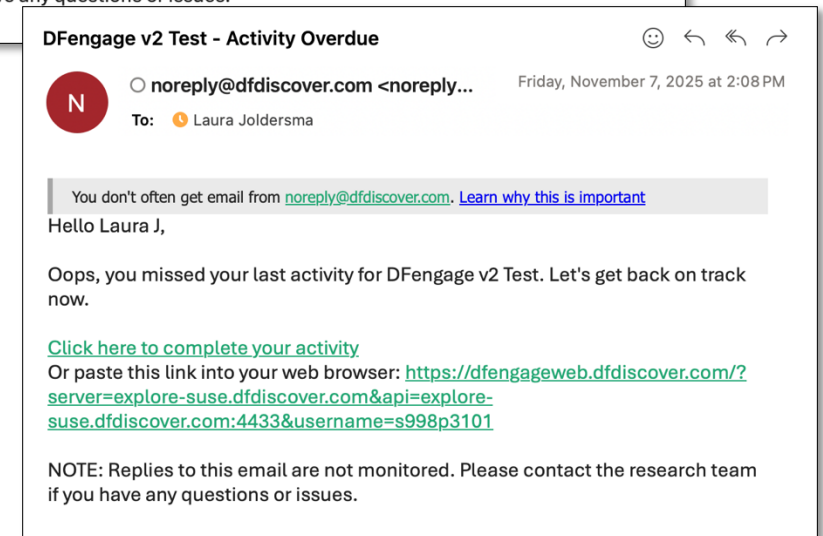 any questions or issues.
DFengage v2 Test - Activity Overdue
N
noreply@dfdiscover.com <noreply...
Friday, November 7, 2025 at 2:08 PM
To: Laura Joldersma
You don't often get email from noreply@dfdiscover.com. Learn why this is important
Hello Laura J,
Oops, you missed your last activity for DFengage v2 Test. Let's get back on track
now.
Click here to complete your activity
Or paste this link into your web browser: https://dfengageweb.dfdiscover.com/?
server=explore-suse.dfdiscover.com&api=explore-
suse.dfdiscover.com:4433&username=s998p3101
NOTE: Replies to this email are not monitored. Please contact the research team
if you have any questions or issues.